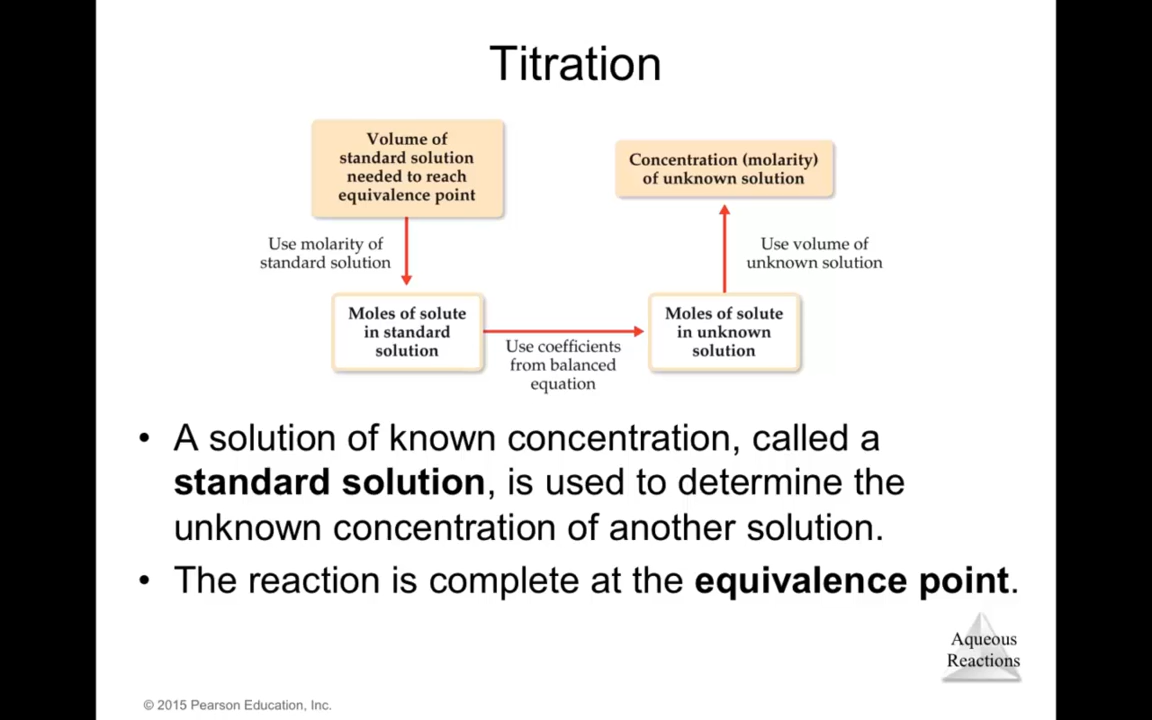 Titration
Volume of
standard solution
needed to reach
equivalence point
Concentration (molarity)
of unknown solution
Use molarity of
standard solution
Use volume of
unknown solution
Moles of solute
in standard
solution
Use coefficients
from balanced
equation
Moles of solute
in unknown
solution
• A solution of known concentration, called a
standard solution, is used to determine the
unknown concentration of another solution.
• The reaction is complete at the equivalence point.
Aqueous
Reactions
© 2015 Pearson Education, Inc.